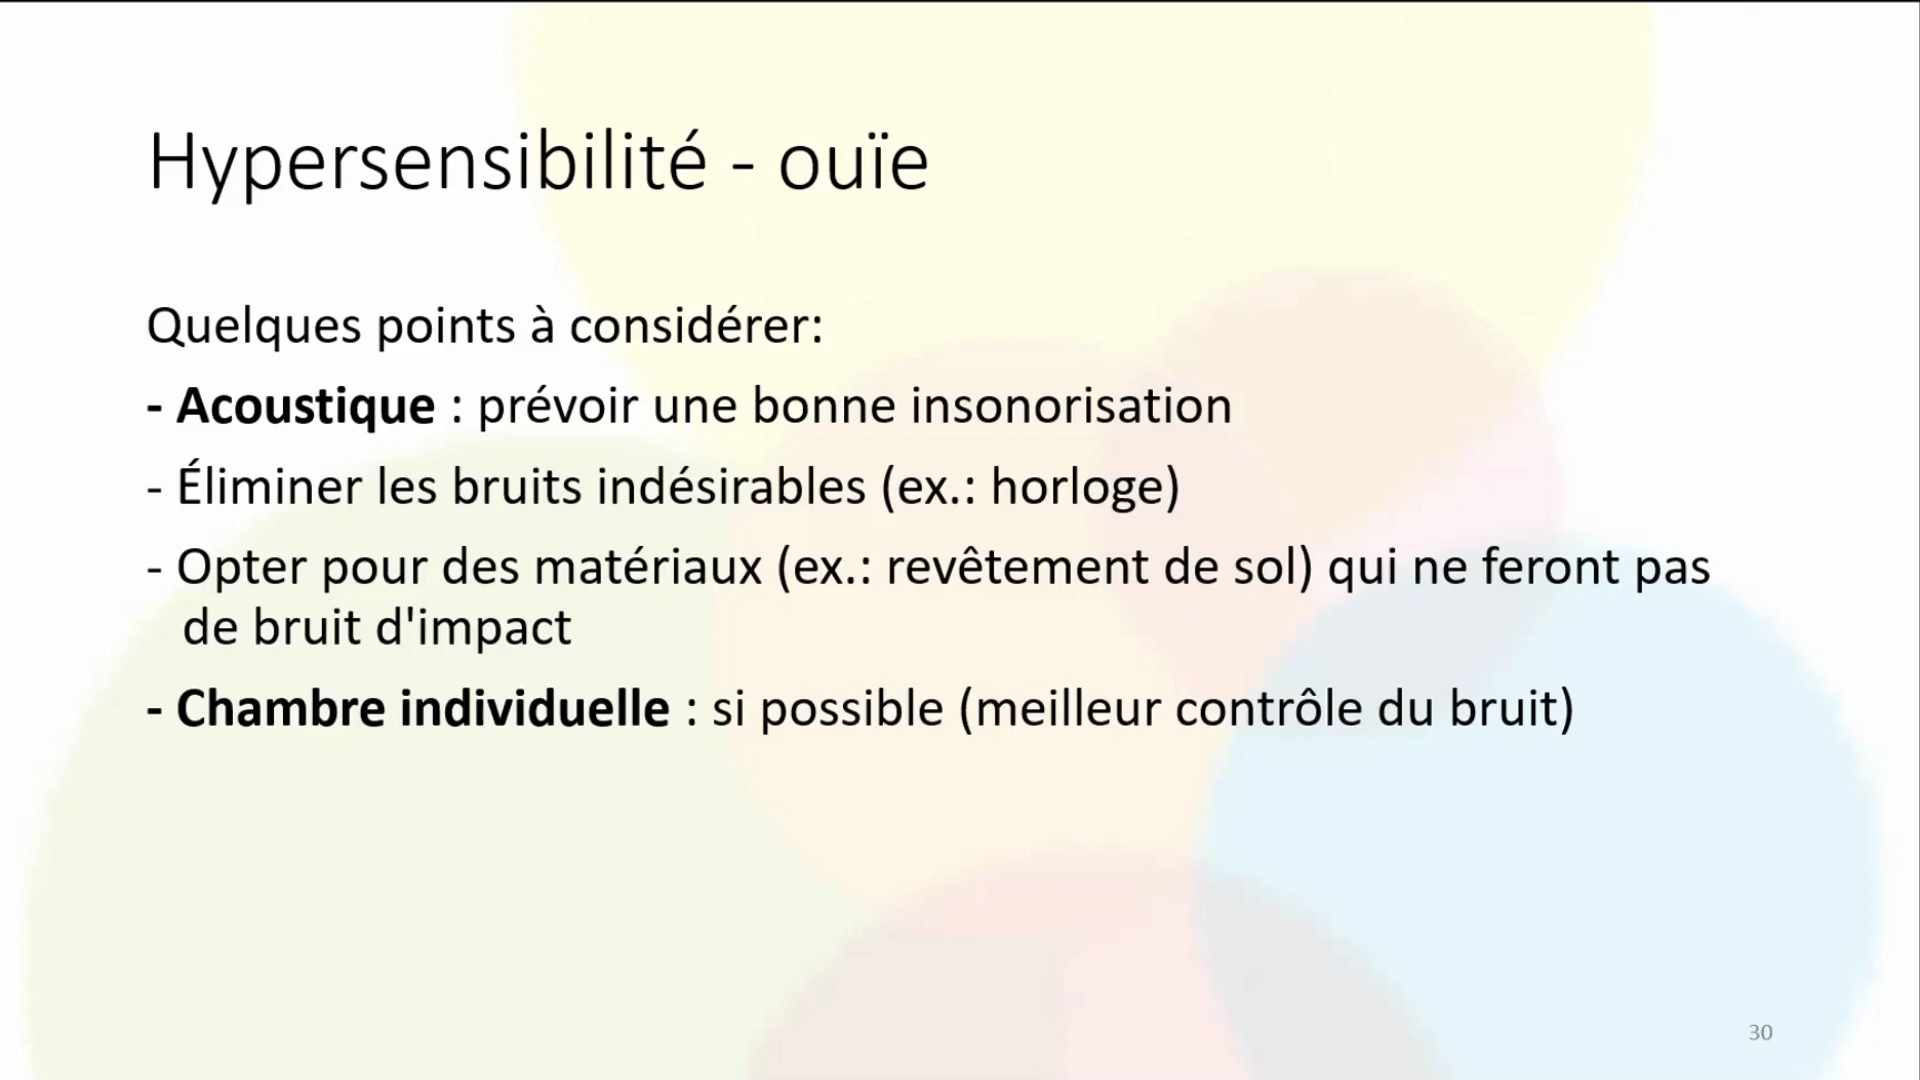 Hypersensibilité - ouïe
Quelques points à considérer:
- Acoustique : prévoir une bonne insonorisation
- Éliminer les bruits indésirables (ex.: horloge)
- Opter pour des matériaux (ex.: revêtement de sol) qui ne feront pas
de bruit d'impact
- Chambre individuelle : si possible (meilleur contrôle du bruit)
30